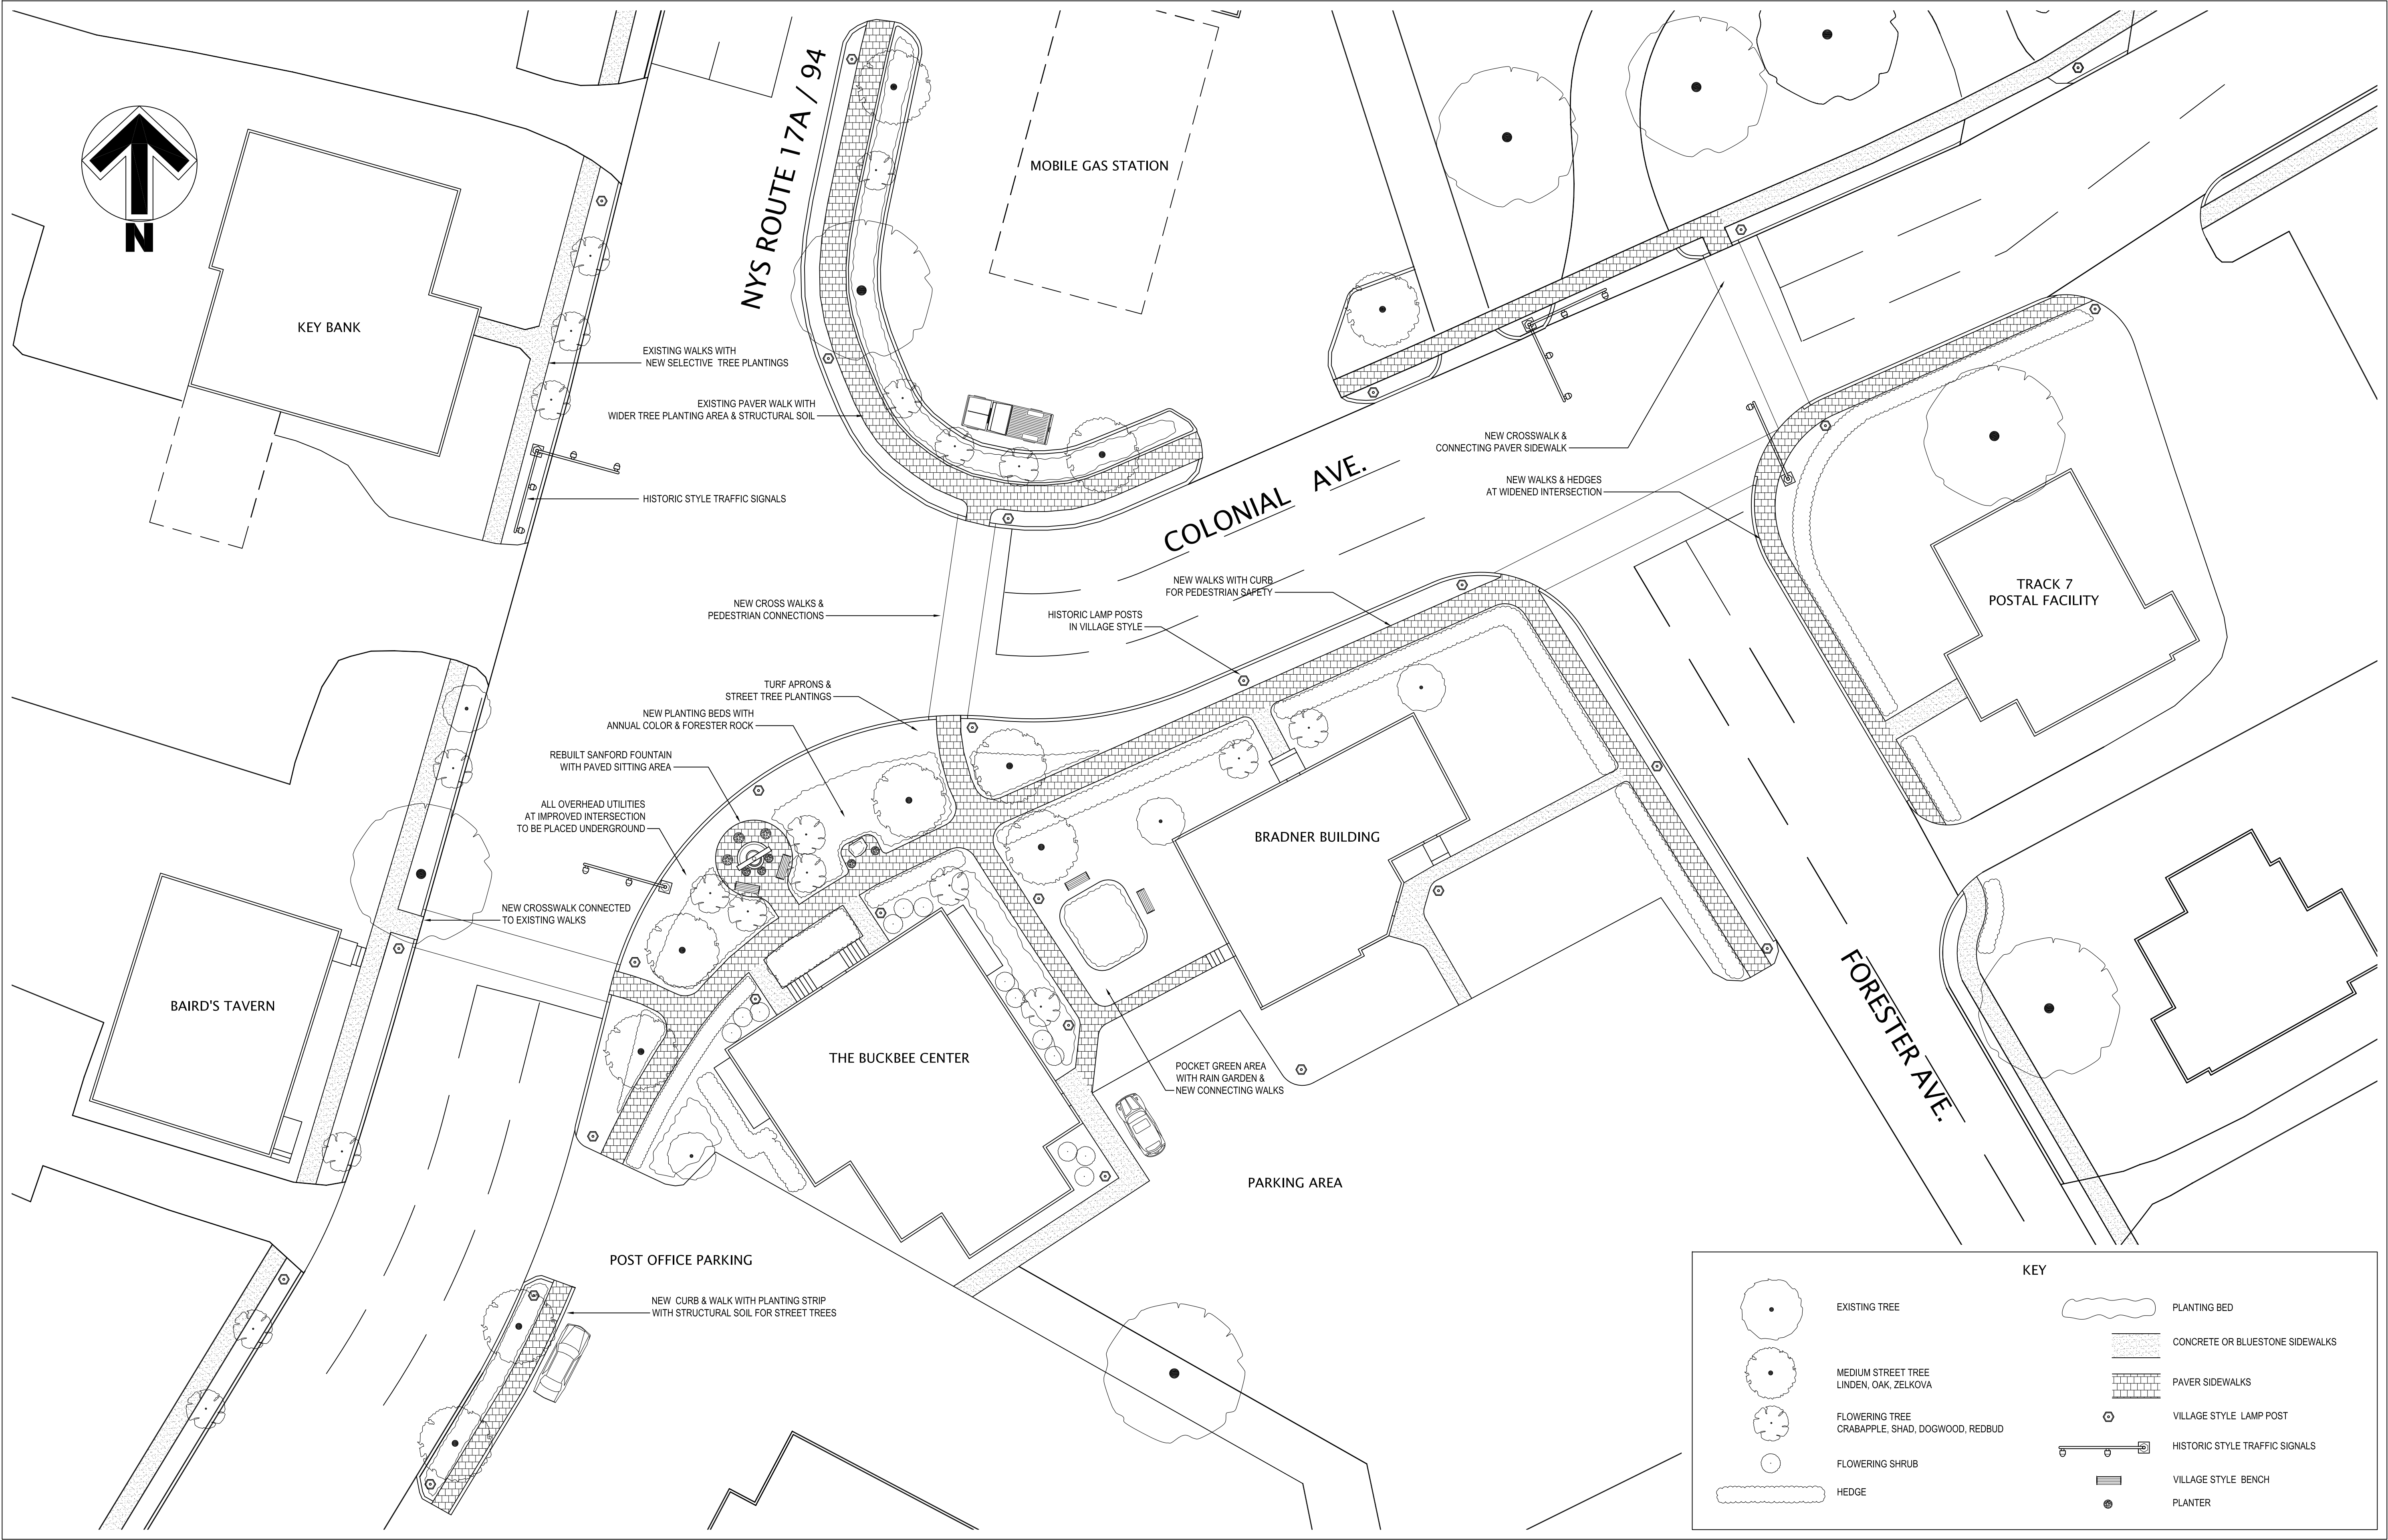 N
NYS ROUTE 17A / 94
MOBILE GAS STATION
KEY BANK
EXISTING WALKS WITH
NEW SELECTIVE TREE PLANTINGS
EXISTING PAVER WALK WITH
WIDER TREE PLANTING AREA & STRUCTURAL SOIL
HISTORIC STYLE TRAFFIC SIGNALS
COLONIAL AVE.
NEW CROSSWALK &
CONNECTING PAVER SIDEWALK
NEW WALKS & HEDGES
AT WIDENED INTERSECTION
TRACK 7
POSTAL FACILITY
NEW WALKS WITH CURB
FOR PEDESTRIAN SAFETY
NEW CROSS WALKS &
PEDESTRIAN CONNECTIONS
HISTORIC LAMP POSTS
IN VILLAGE STYLE
TURF APRONS &
STREET TREE PLANTINGS
NEW PLANTING BEDS WITH
ANNUAL COLOR & FORESTER ROCK
REBUILT SANFORD FOUNTAIN
WITH PAVED SITTING AREA
ALL OVERHEAD UTILITIES
AT IMPROVED INTERSECTION
TO BE PLACED UNDERGROUND
NEW CROSSWALK CONNECTED
TO EXISTING WALKS
BRADNER BUILDING
BAIRD'S TAVERN
THE BUCKBEE CENTER
FORESTER AVE.
POCKET GREEN AREA
WITH RAIN GARDEN &
NEW CONNECTING WALKS
PARKING AREA
POST OFFICE PARKING
NEW CURB & WALK WITH PLANTING STRIP
WITH STRUCTURAL SOIL FOR STREET TREES
KEY
EXISTING TREE
MEDIUM STREET TREE
LINDEN, OAK, ZELKOVA
FLOWERING TREE
CRABAPPLE, SHAD, DOGWOOD, REDBUD
FLOWERING SHRUB
HEDGE
PLANTING BED
CONCRETE OR BLUESTONE SIDEWALKS
PAVER SIDEWALKS
VILLAGE STYLE LAMP POST
HISTORIC STYLE TRAFFIC SIGNALS
VILLAGE STYLE BENCH
PLANTER